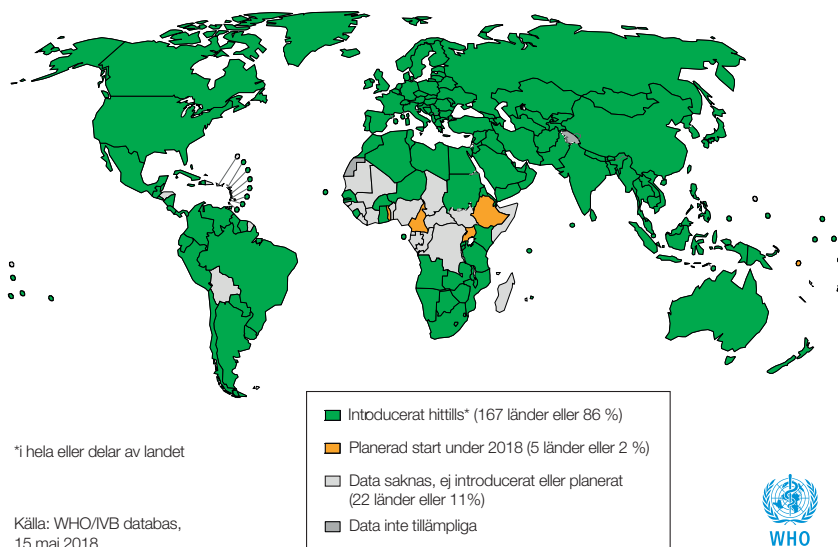 Introducerat hittills* (167 länder eller 86 %)
Planerad start under 2018 (5 länder eller 2 %)
Data saknas, ej introducerat eller planerat
(22 länder eller 11%)
Data inte tillämpliga
*i hela eller delar av landet
Källa: WHO/IVB databas,
15 maj 2018
WHO